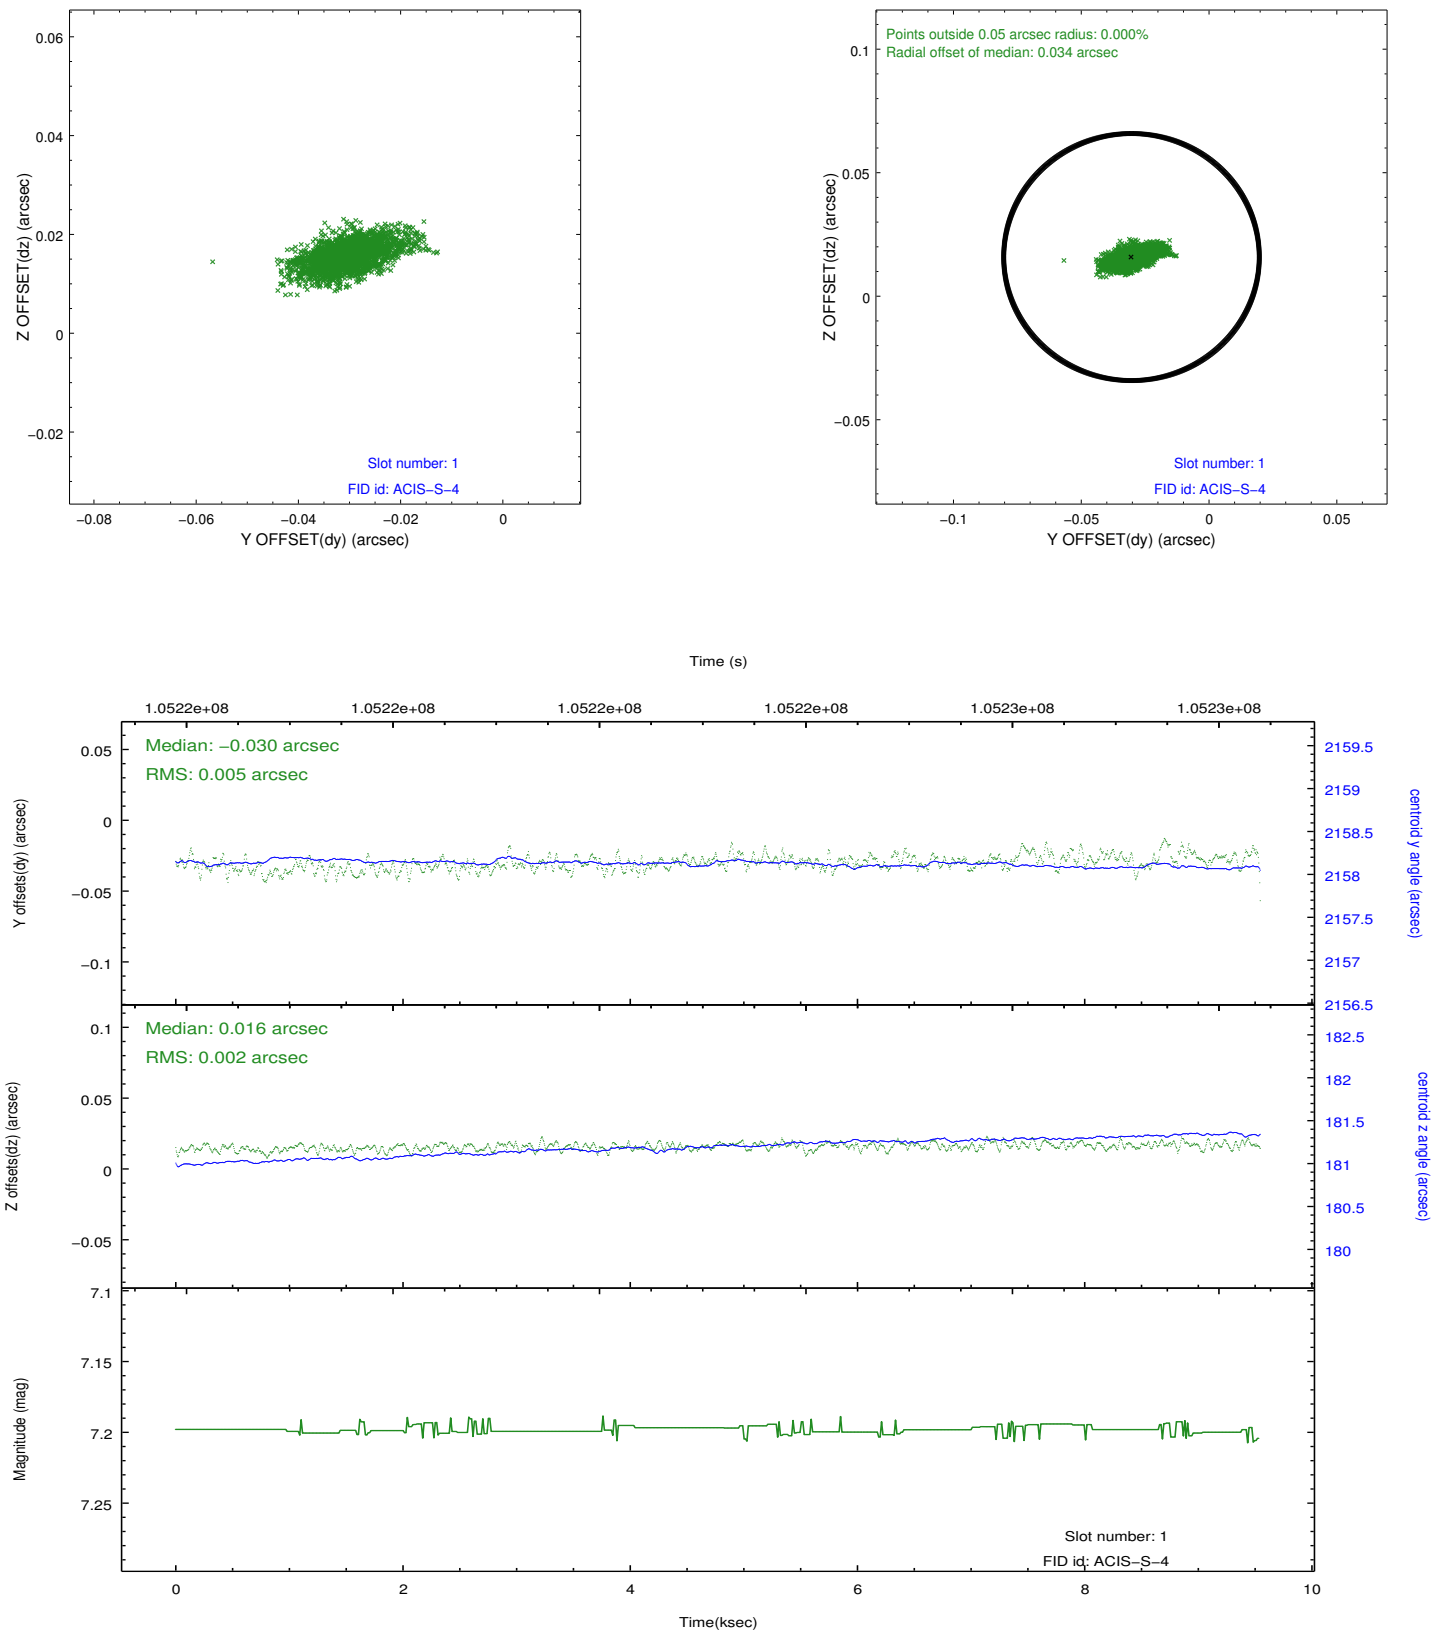 0.06
0.04
0.02
0
−0.02
Z OFFSET(dz) (arcsec)
Slot number: 1
FID id: ACIS−S−4
−0.08 −0.06 −0.04 −0.02 0
Y OFFSET(dy) (arcsec)
Points outside 0.05 arcsec radius: 0.000%
Radial offset of median: 0.034 arcsec
0.1
0.05
0
−0.05
Z OFFSET(dz) (arcsec)
Slot number: 1
FID id: ACIS−S−4
−0.1 −0.05 0 0.05
Y OFFSET(dy) (arcsec)
Time (s)
1.0522e+08 1.0522e+08 1.0522e+08 1.0522e+08 1.0523e+08 1.0523e+08
Median: −0.030 arcsec
RMS: 0.005 arcsec
0.05
0
−0.05
−0.1
Y offsets(dy) (arcsec)
2159.5
2159
2158.5
2158
2157.5
2157
2156.5
centroid y angle (arcsec)
Median: 0.016 arcsec
RMS: 0.002 arcsec
0.1
0.05
0
−0.05
Z offsets(dz) (arcsec)
182.5
182
181.5
181
180.5
180
centroid z angle (arcsec)
7.1
7.15
7.2
7.25
Magnitude (mag)
Slot number: 1
FID id: ACIS−S−4
0 2 4 6 8 10
Time(ksec)